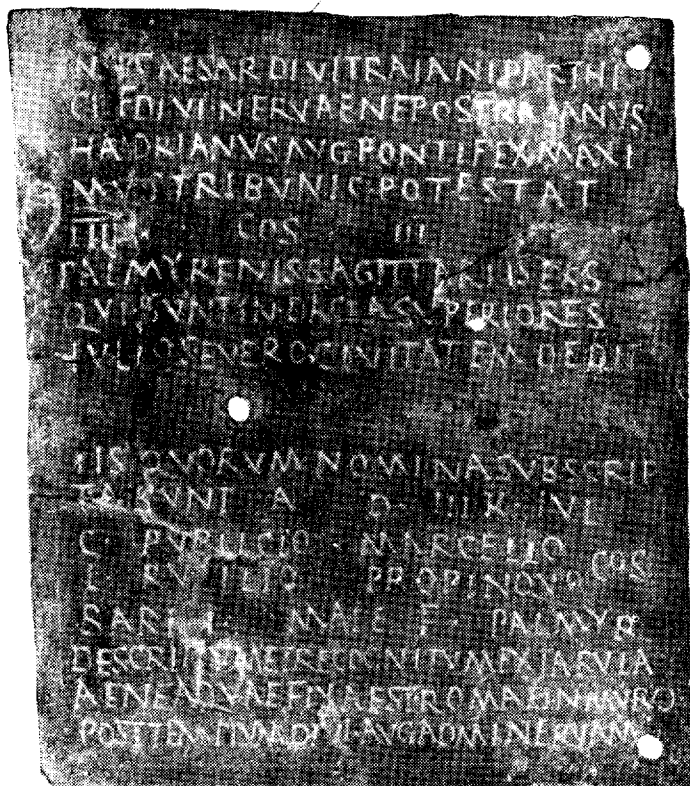 CAESAR DIVI TRAIANI PARTHI
CI F DIVI NERVAE NEPOS TRAIANVS
HADRIANVS AVG PONTIFEX MAXI
MVS TRIBVNIC POTESTAT
COS III
PALMYRENIS SAGITTARIIS
QVI SVNT IN DACIA SVPERIORES
IVLIO SEVERO CIVITATEM DEDIT
IIS QVORVM NOMINA SVBSCRIP
TA SVNT A D· IIII K IVL
C· PVBLICIO · MARCELLO
L· RVTILIO PROPINQVO COS
F· PALMYR
DESCRIPTVM ET RECOGNITVM EX TABVLA
AENEA QVAE FIXA EST ROMAE IN MVRO
POST TEMPLVM DIVI AVG AD MINERVAM